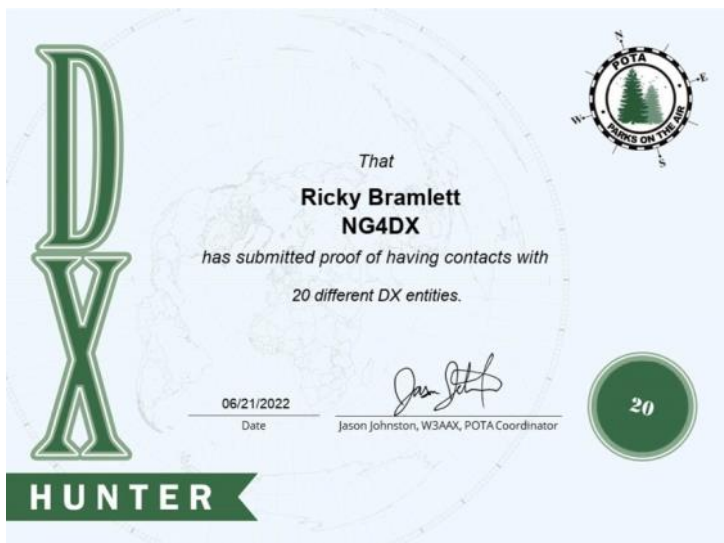 DX
HUNTER
N
E
S
W
POTA
PARKS ON THE AIR
That
Ricky Bramlett
NG4DX
has submitted proof of having contacts with
20 different DX entities.
06/21/2022
Date
Jason Johnston, W3AAX, POTA Coordinator
20